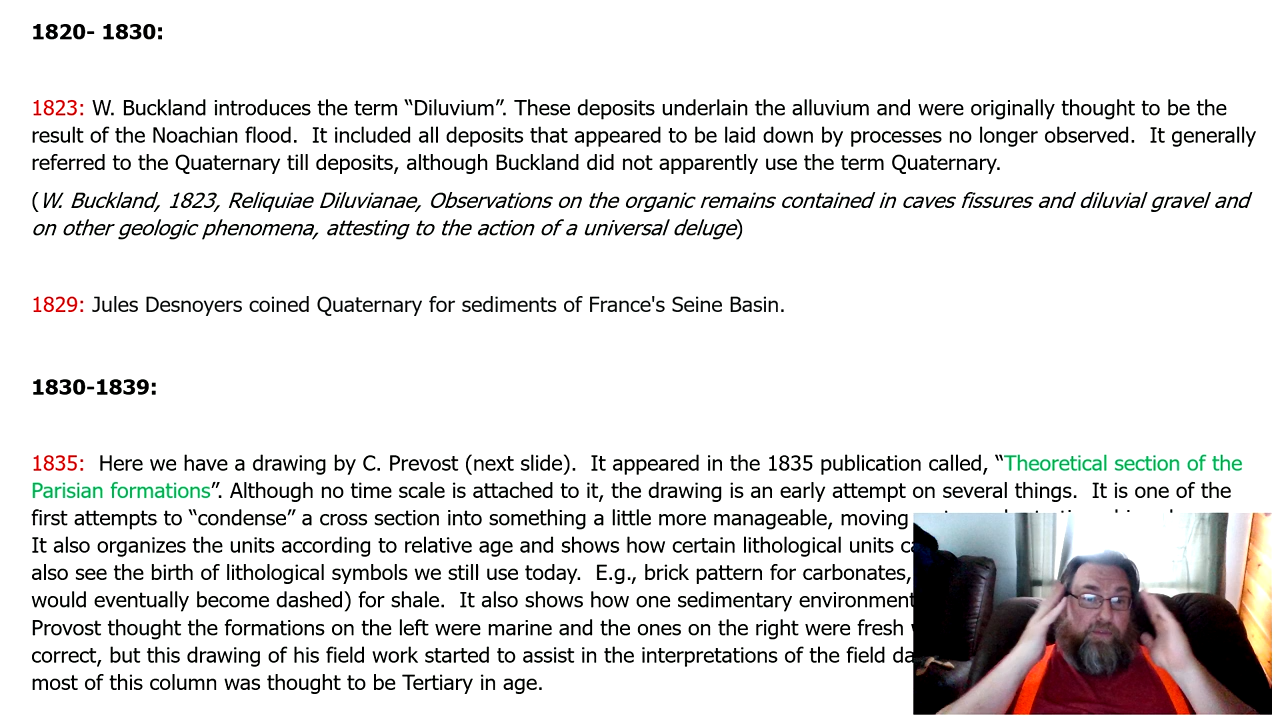 1820- 1830:
1823: W. Buckland introduces the term “Diluvium”. These deposits underlain the alluvium and were originally thought to be the
result of the Noachian flood.  It included all deposits that appeared to be laid down by processes no longer observed.  It generally
referred to the Quaternary till deposits, although Buckland did not apparently use the term Quaternary.
(W. Buckland, 1823, Reliquiae Diluvianae, Observations on the organic remains contained in caves fissures and diluvial gravel and
on other geologic phenomena, attesting to the action of a universal deluge)
1829: Jules Desnoyers coined Quaternary for sediments of France's Seine Basin.
1830-1839:
1835:  Here we have a drawing by C. Prevost (next slide).  It appeared in the 1835 publication called, “Theoretical section of the
Parisian formations”. Although no time scale is attached to it, the drawing is an early attempt on several things.  It is one of the
first attempts to “condense” a cross section into something a little more manageable, moving
It also organizes the units according to relative age and shows how certain lithological units
also see the birth of lithological symbols we still use today.  E.g., brick pattern for carbonates,
would eventually become dashed) for shale.  It also shows how one sedimentary environment
Provost thought the formations on the left were marine and the ones on the right were fresh
correct, but this drawing of his field work started to assist in the interpretations of the field
most of this column was thought to be Tertiary in age.